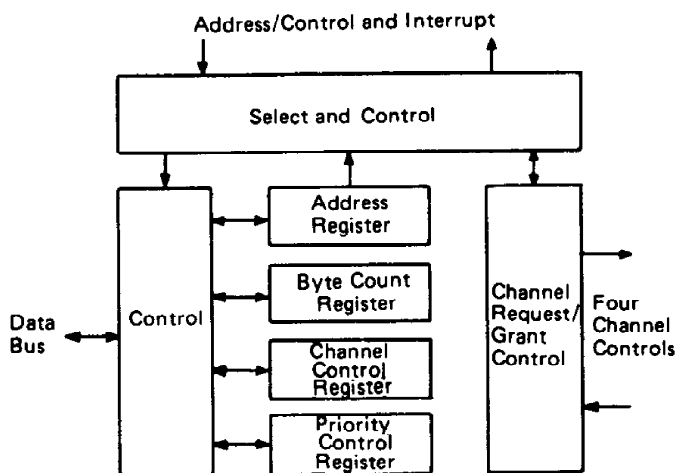 Address/Control and Interrupt
Select and Control
Address
Register
Byte Count
Register
Channel
Control
Register
Priority
Control
Register
Data
Bus
Control
Channel
Request/
Grant
Control
Four
Channel
Controls